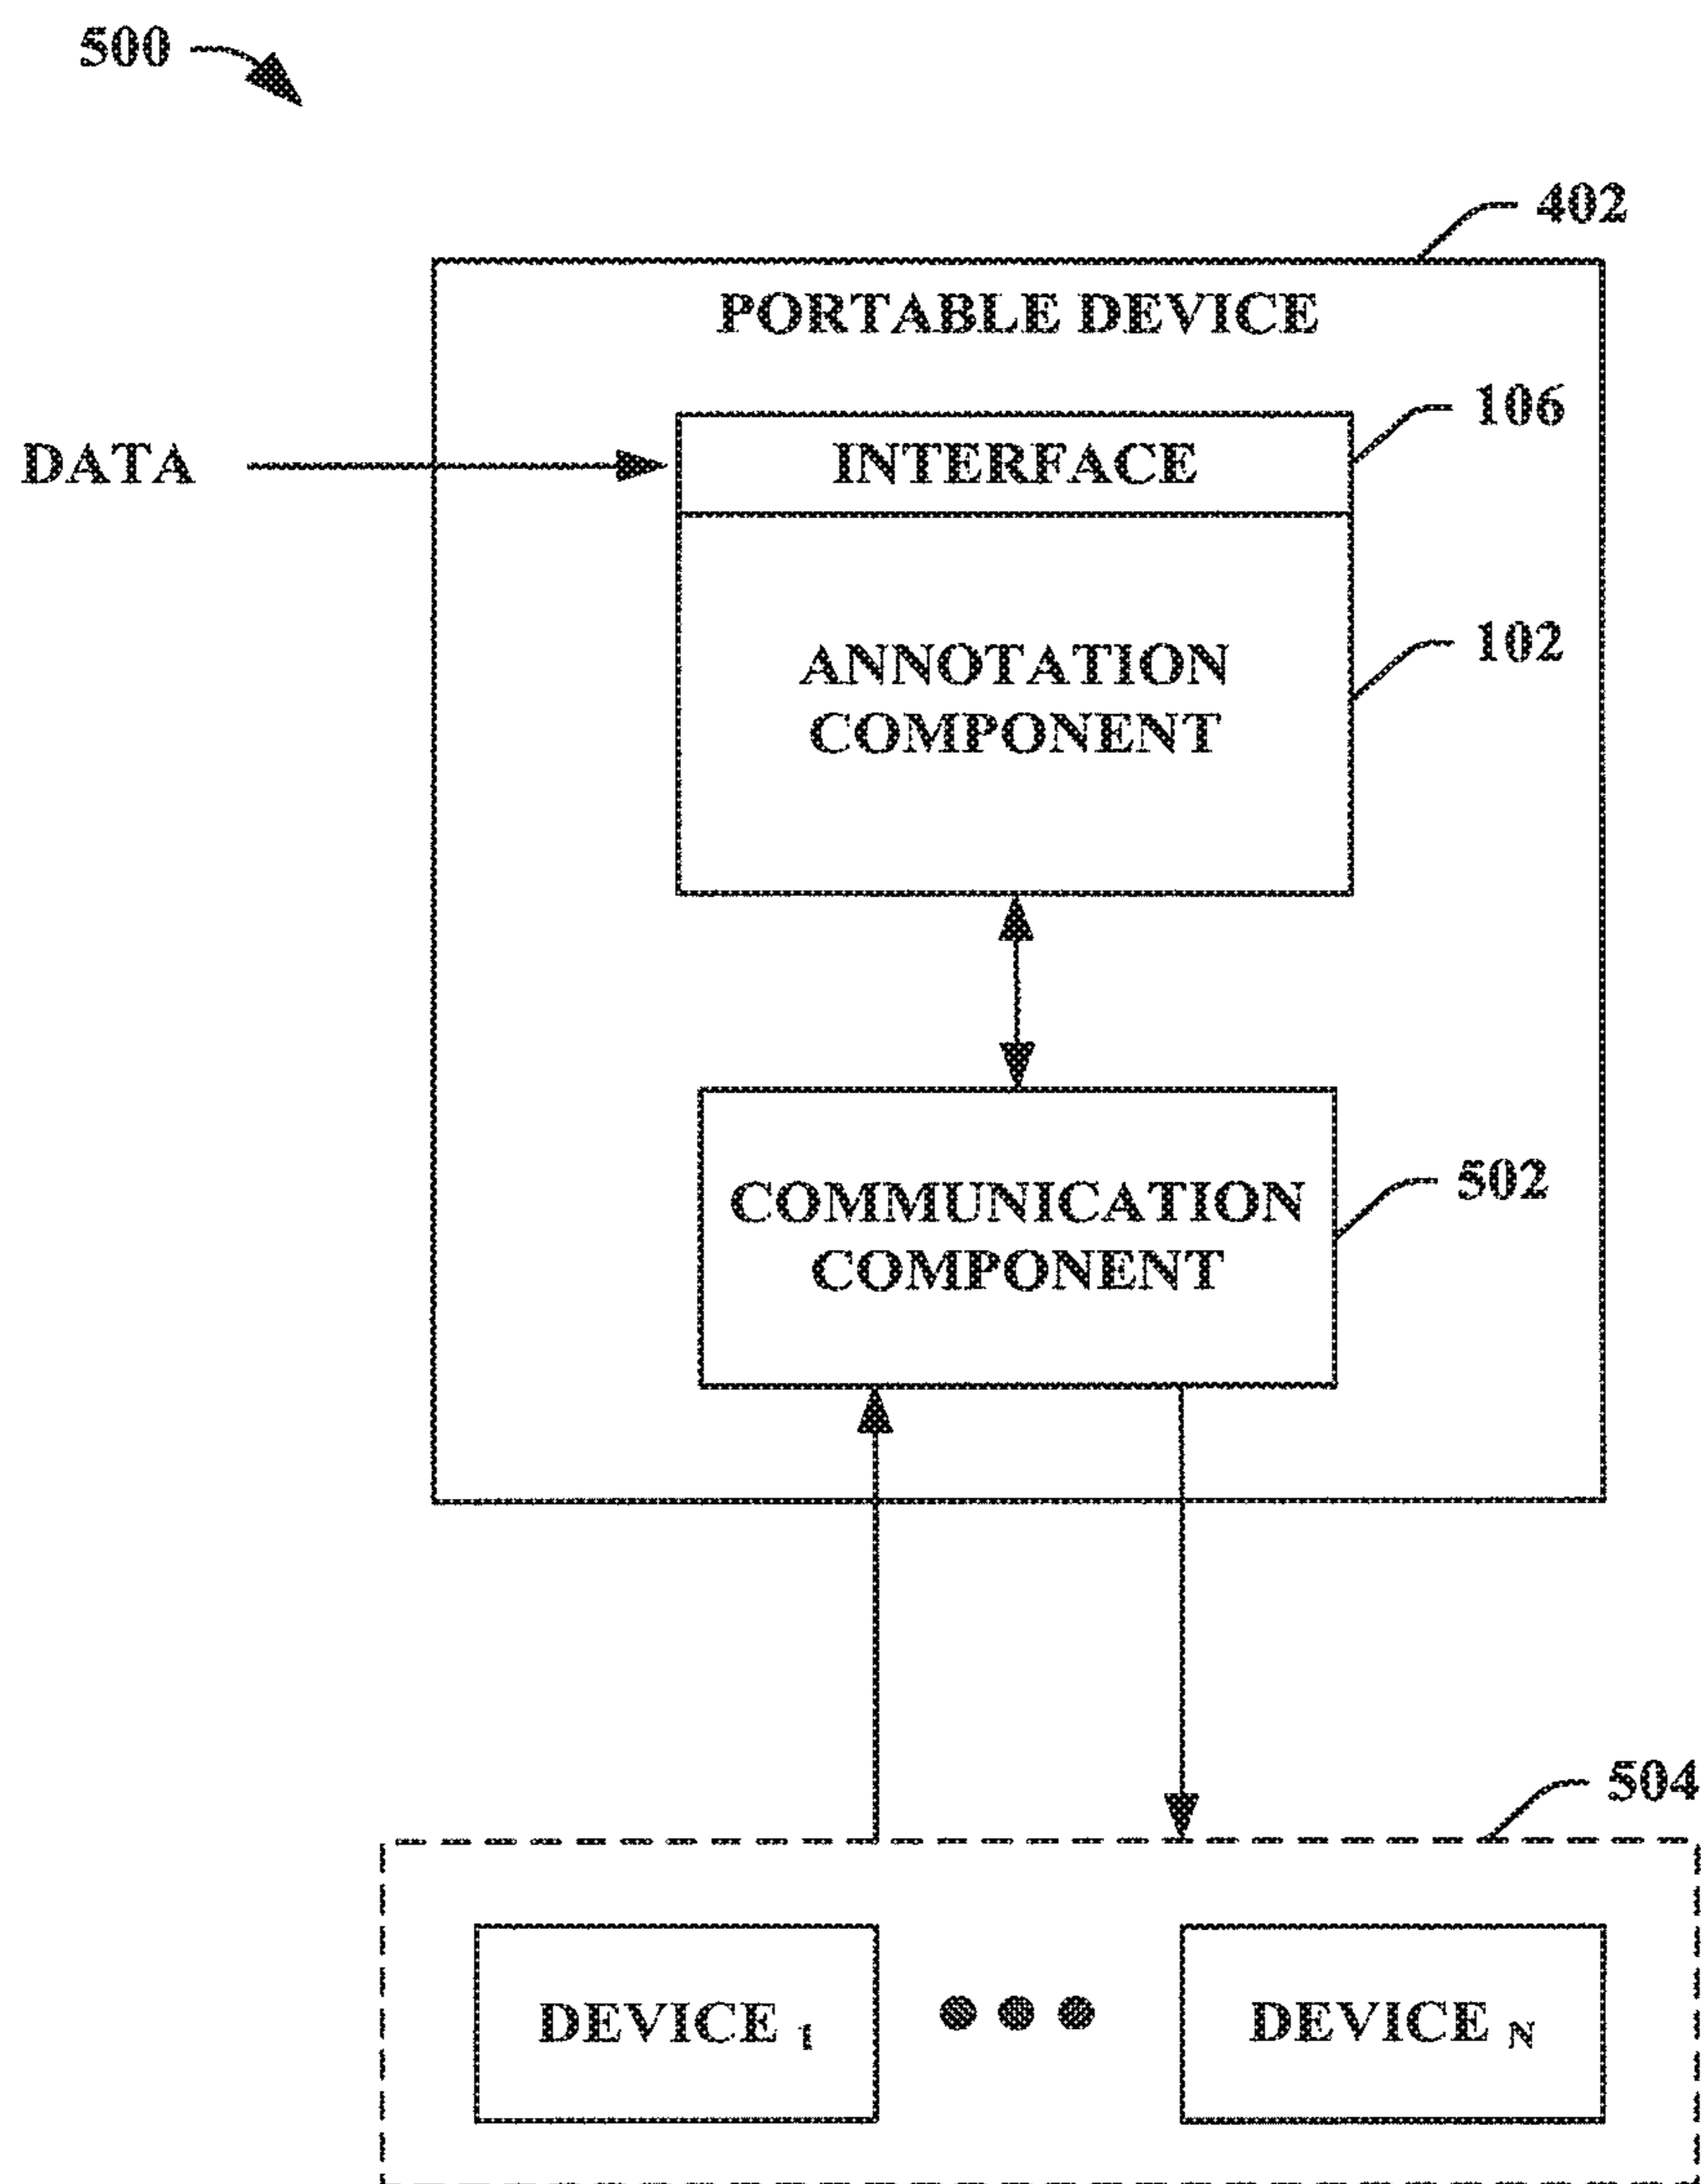 500
402
PORTABLE DEVICE
106
DATA
INTERFACE
102
ANNOTATION
COMPONENT
502
COMMUNICATION
COMPONENT
504
DEVICE 1
DEVICE N